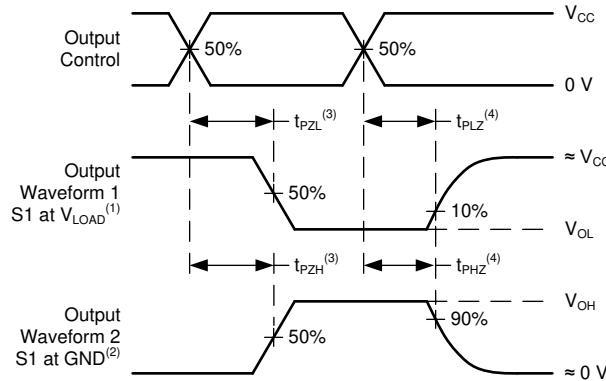 Output
Control
50%
50%
V_CC
0 V
t_PZL^(3)
t_PLZ^(4)
Output
Waveform 1
S1 at V_LOAD^(1)
50%
10%
≈ V_CC
V_OL
t_PZH^(3)
t_PHZ^(4)
Output
Waveform 2
S1 at GND^(2)
50%
90%
V_OH
≈ 0 V